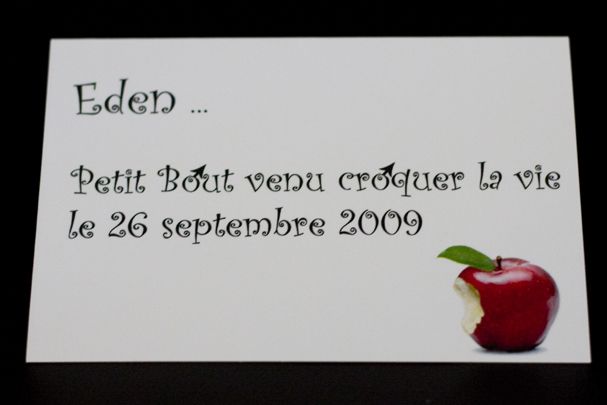 Eden ...
Petit Bout venu croquer la vie
le 26 septembre 2009